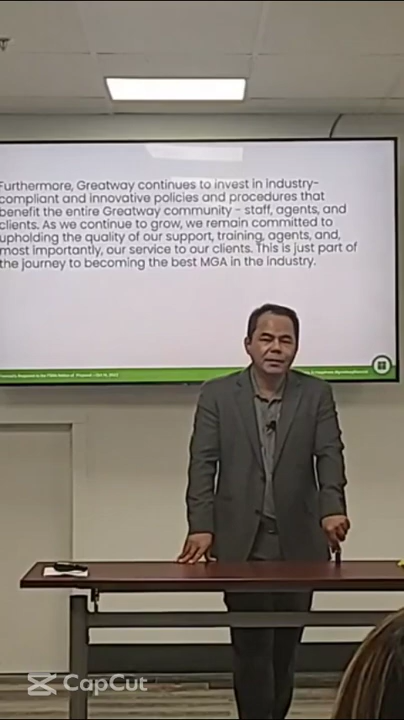 Furthermore, Greatway continues to invest in industry-
compliant and innovative policies and procedures that
benefit the entire Greatway community - staff, agents, and
clients. As we continue to grow, we remain committed to
upholding the quality of our support, training, agents, and,
most importantly, our service to our clients. This is just part of
the journey to becoming the best MGA in the Industry.
CapCut